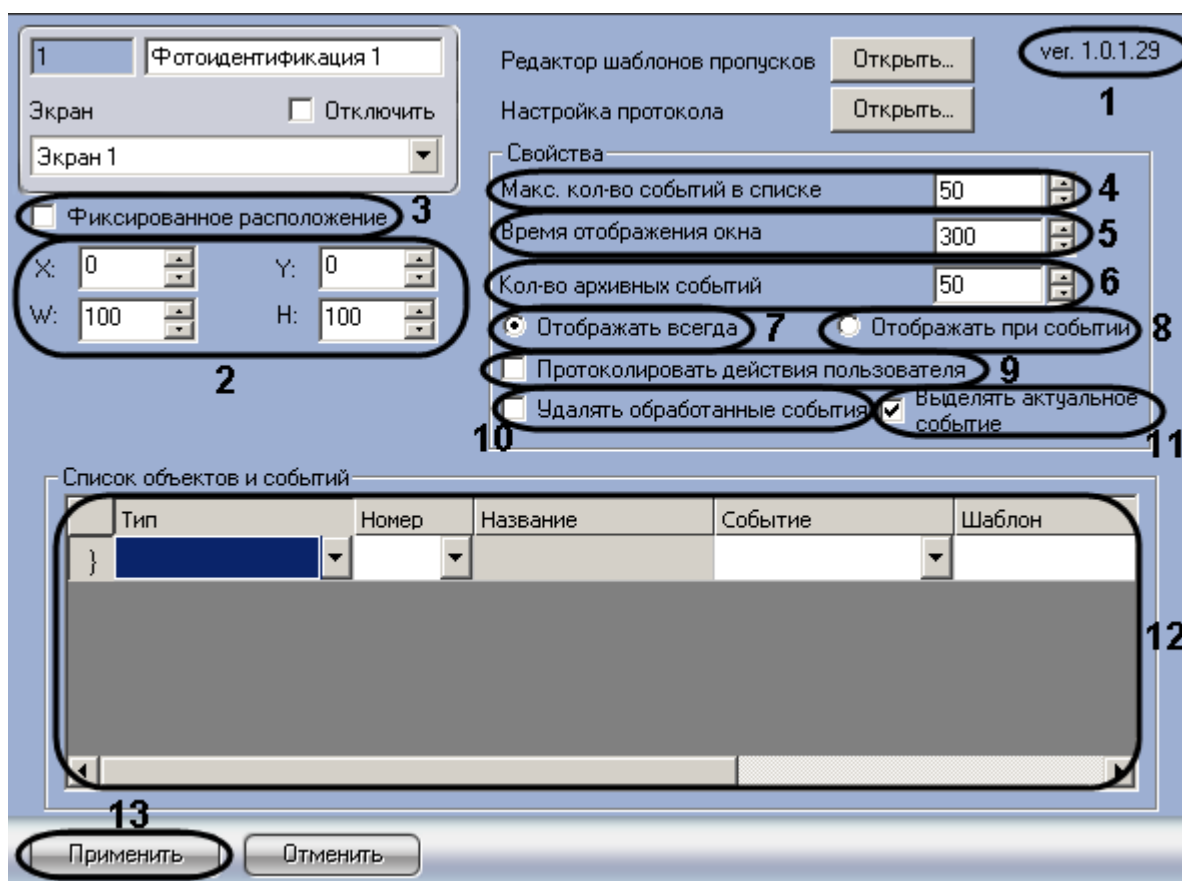 1 Фотоидентификация 1
Экран Отключить
Экран 1
Фиксированное расположение 3
X: 0 Y: 0
W: 100 H: 100
2
Редактор шаблонов пропусков Открыть... ver. 1.0.1.29
Настройка протокола Открыть... 1
Свойства
Макс. кол-во событий в списке 50 4
Время отображения окна 300 5
Кол-во архивных событий 50 6
Отображать всегда 7 Отображать при событии 8
Протоколировать действия пользователя 9
Удалять обработанные события Выделять актуальное
событие
10 11
Список объектов и событий
Тип Номер Название Событие Шаблон
}
12
13
Применить Отменить